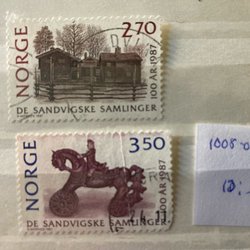 NORGE
2.70
100 ÅR · 1987
DE SANDVIGSKE SAMLINGER
NORGE
3.50
100 ÅR · 1987
DE SANDVIGSKE SAMLINGER
1008